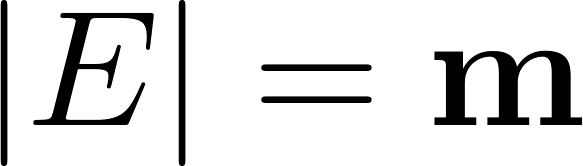 |E| = m